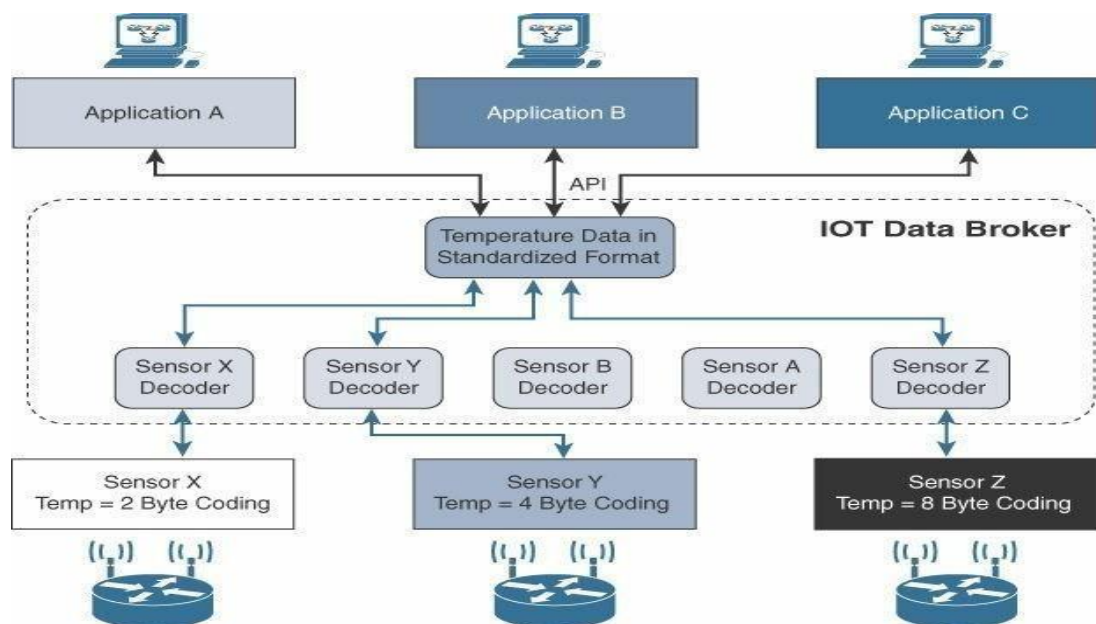 Application A
Application B
Application C
API
IOT Data Broker
Temperature Data in
Standardized Format
Sensor X
Decoder
Sensor Y
Decoder
Sensor B
Decoder
Sensor A
Decoder
Sensor Z
Decoder
Sensor X
Temp = 2 Byte Coding
Sensor Y
Temp = 4 Byte Coding
Sensor Z
Temp = 8 Byte Coding